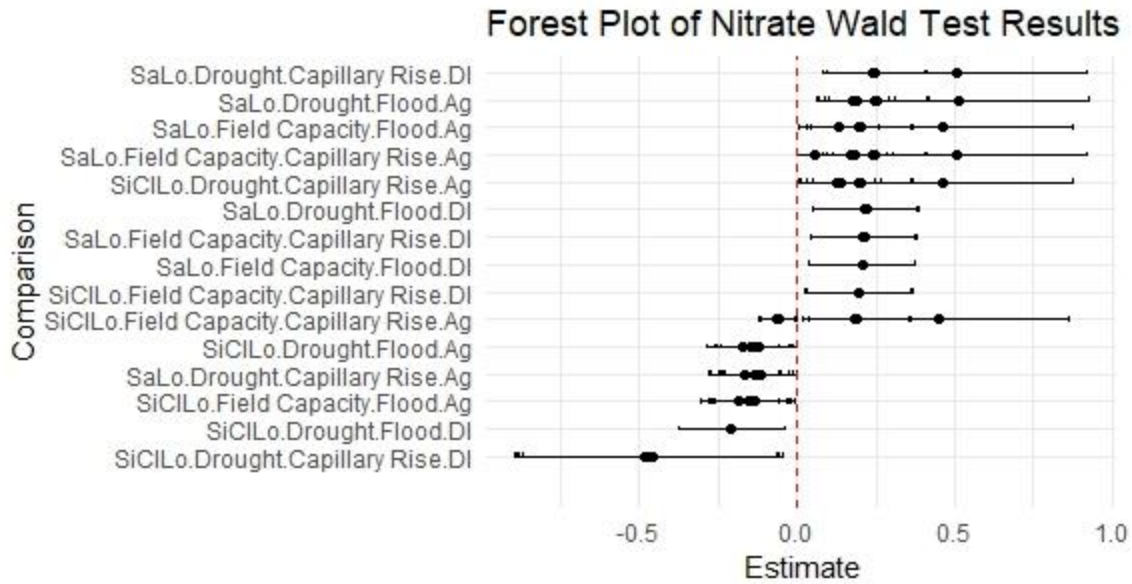 Forest Plot of Nitrate Wald Test Results
SaLo.Drought.Capillary Rise.DI
SaLo.Drought.Flood.Ag
SaLo.Field Capacity.Flood.Ag
SaLo.Field Capacity.Capillary Rise.Ag
SiClLo.Drought.Capillary Rise.Ag
SaLo.Drought.Flood.DI
SaLo.Field Capacity.Capillary Rise.DI
SaLo.Field Capacity.Flood.DI
SiClLo.Field Capacity.Capillary Rise.DI
SiClLo.Field Capacity.Capillary Rise.Ag
SiClLo.Drought.Flood.Ag
SaLo.Drought.Capillary Rise.Ag
SiClLo.Field Capacity.Flood.Ag
SiClLo.Drought.Flood.DI
SiClLo.Drought.Capillary Rise.DI
Comparison
-0.5 0.0 0.5 1.0
Estimate